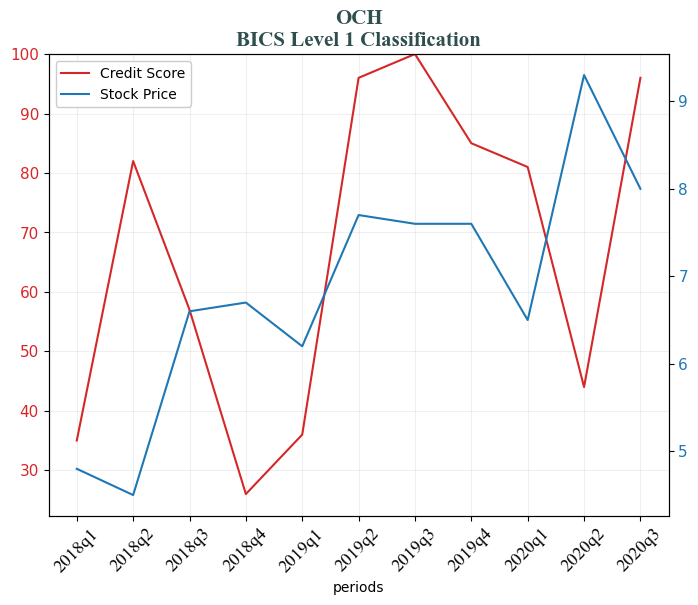 OCH
BICS Level 1 Classification
Credit Score
Stock Price
100
90
80
70
60
50
40
30
9
8
7
6
5
2018q1
2018q2
2018q3
2018q4
2019q1
2019q2
2019q3
2019q4
2020q1
2020q2
2020q3
periods